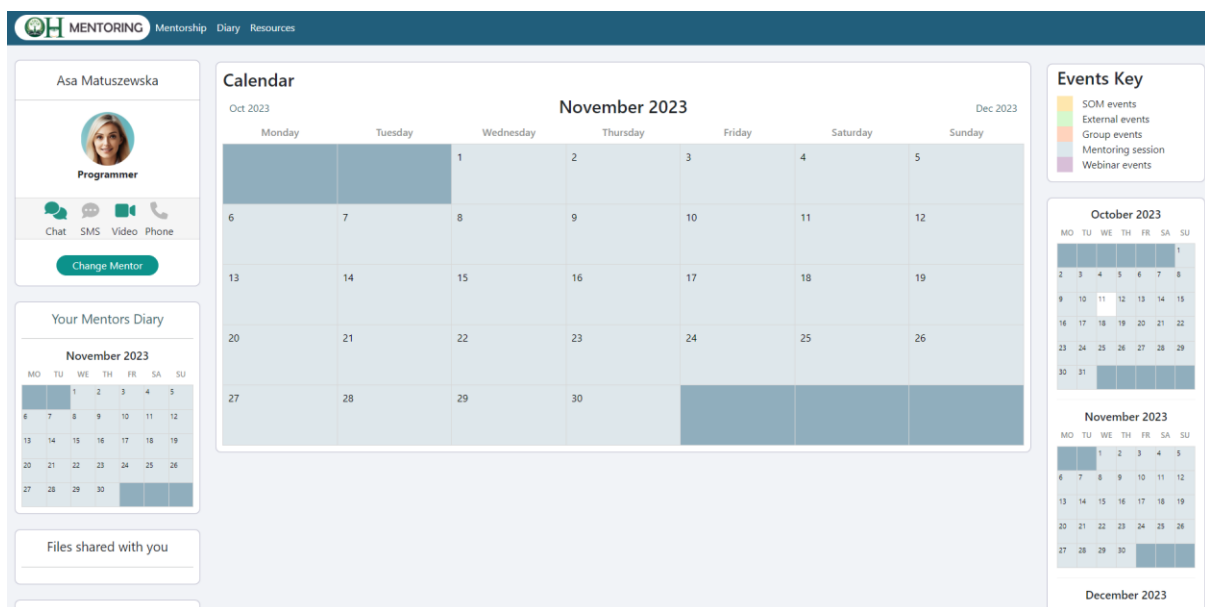 OH MENTORING Mentorship Diary Resources
Asa Matuszewska
Programmer
Chat SMS Video Phone
Change Mentor
Your Mentors Diary
November 2023
MO TU WE TH FR SA SU
1 2 3 4 5
6 7 8 9 10 11 12
13 14 15 16 17 18 19
20 21 22 23 24 25 26
27 28 29 30
Files shared with you
Calendar
Oct 2023 November 2023 Dec 2023
Monday Tuesday Wednesday Thursday Friday Saturday Sunday
1 2 3 4 5
6 7 8 9 10 11 12
13 14 15 16 17 18 19
20 21 22 23 24 25 26
27 28 29 30
Events Key
SOM events
External events
Group events
Mentoring session
Webinar events
October 2023
MO TU WE TH FR SA SU
1
2 3 4 5 6 7 8
9 10 11 12 13 14 15
16 17 18 19 20 21 22
23 24 25 26 27 28 29
30 31
November 2023
MO TU WE TH FR SA SU
1 2 3 4 5
6 7 8 9 10 11 12
13 14 15 16 17 18 19
20 21 22 23 24 25 26
27 28 29 30
December 2023